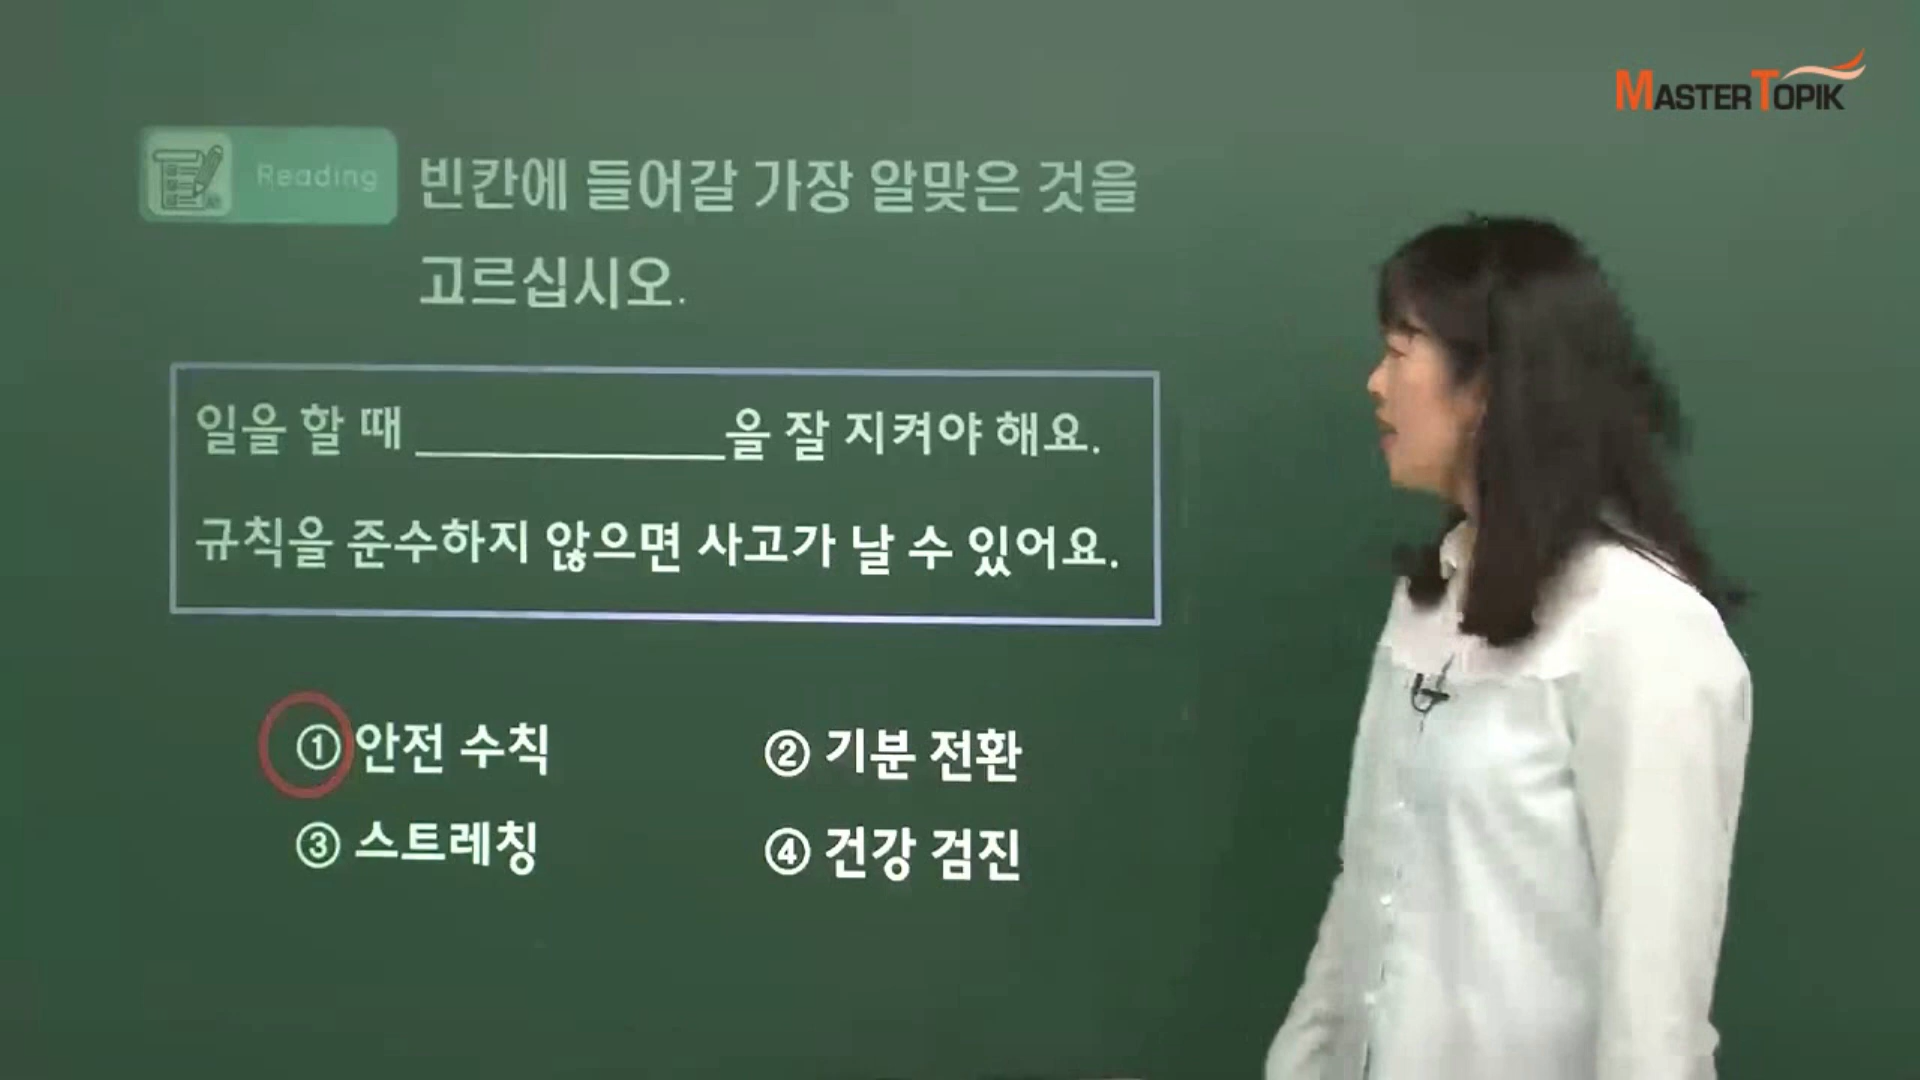 MASTERTOPIK
Reading
빈칸에 들어갈 가장 알맞은 것을
고르십시오.
일을 할 때 ____________을 잘 지켜야 해요.
규칙을 준수하지 않으면 사고가 날 수 있어요.
① 안전 수칙
② 기분 전환
③ 스트레칭
④ 건강 검진